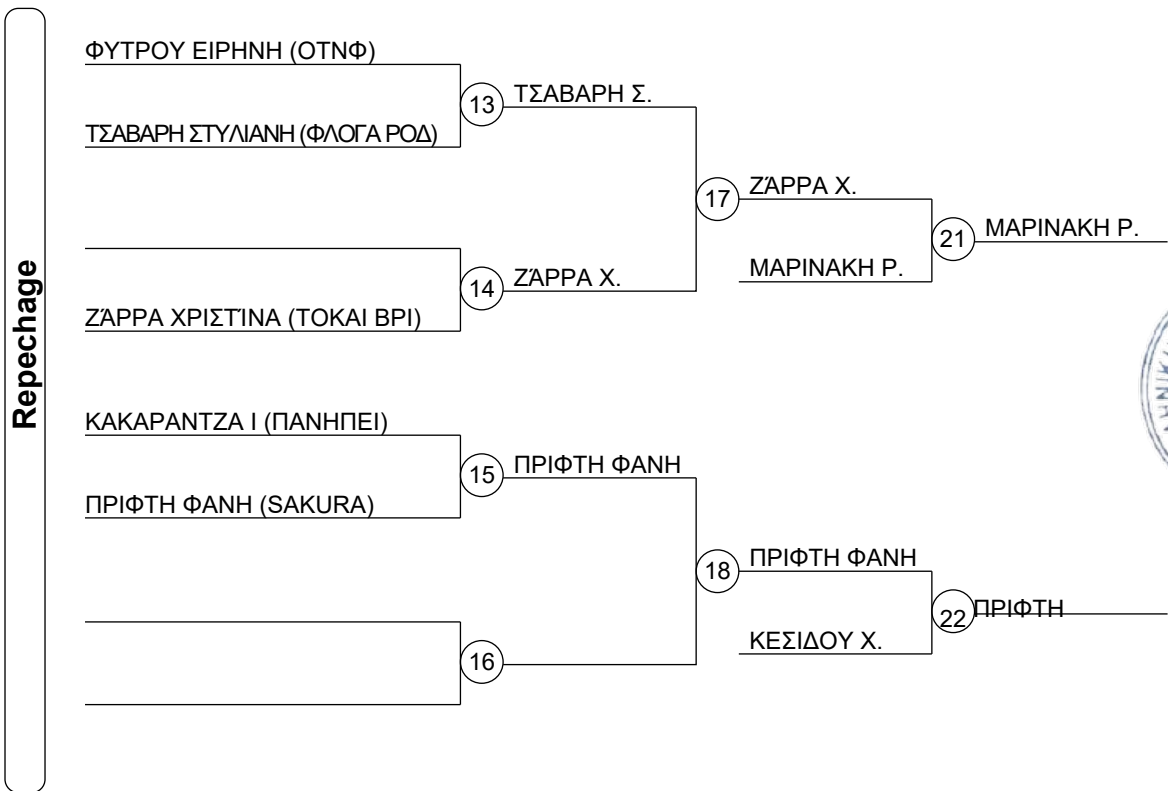 Repechage
ΦΥΤΡΟΥ ΕΙΡΗΝΗ (ΟΤΝΦ)
13
ΤΣΑΒΑΡΗ Σ.
ΤΣΑΒΑΡΗ ΣΤΥΛΙΑΝΗ (ΦΛΟΓΑ ΡΟΔ)
17
ΖΆΡΡΑ Χ.
21
ΜΑΡΙΝΑΚΗ Ρ.
ΜΑΡΙΝΑΚΗ Ρ.
14
ΖΆΡΡΑ Χ.
ΖΆΡΡΑ ΧΡΙΣΤΊΝΑ (ΤΟΚΑΙ ΒΡΙ)
ΚΑΚΑΡΑΝΤΖΑ Ι (ΠΑΝΗΠΕΙ)
15
ΠΡΙΦΤΗ ΦΑΝΗ
ΠΡΙΦΤΗ ΦΑΝΗ (SAKURA)
18
ΠΡΙΦΤΗ ΦΑΝΗ
22
ΠΡΙΦΤΗ
ΚΕΣΙΔΟΥ Χ.
16